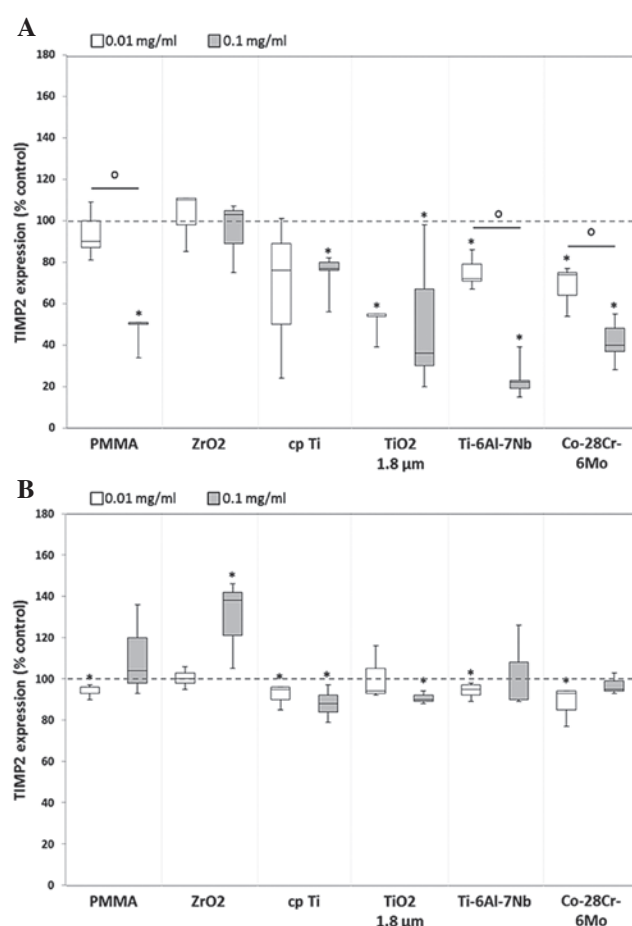 A
0.01 mg/ml 0.1 mg/ml
TIMP2 expression (% control)
180
160
140
120
100
80
60
40
20
0
PMMA ZrO2 cp Ti TiO2 1.8 µm Ti-6Al-7Nb Co-28Cr-6Mo
B
0.01 mg/ml 0.1 mg/ml
TIMP2 expression (% control)
180
160
140
120
100
80
60
40
20
0
PMMA ZrO2 cp Ti TiO2 1.8 µm Ti-6Al-7Nb Co-28Cr-6Mo